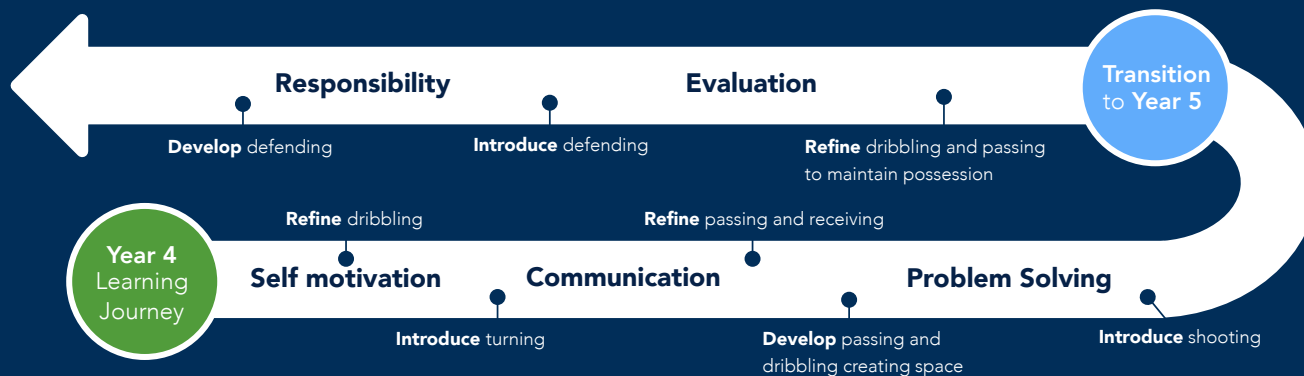 Responsibility
Evaluation
Transition
to Year 5
Develop defending
Introduce defending
Refine dribbling and passing
to maintain possession
Refine dribbling
Refine passing and receiving
Year 4
Learning
Journey
Self motivation
Communication
Problem Solving
Introduce turning
Develop passing and
dribbling creating space
Introduce shooting